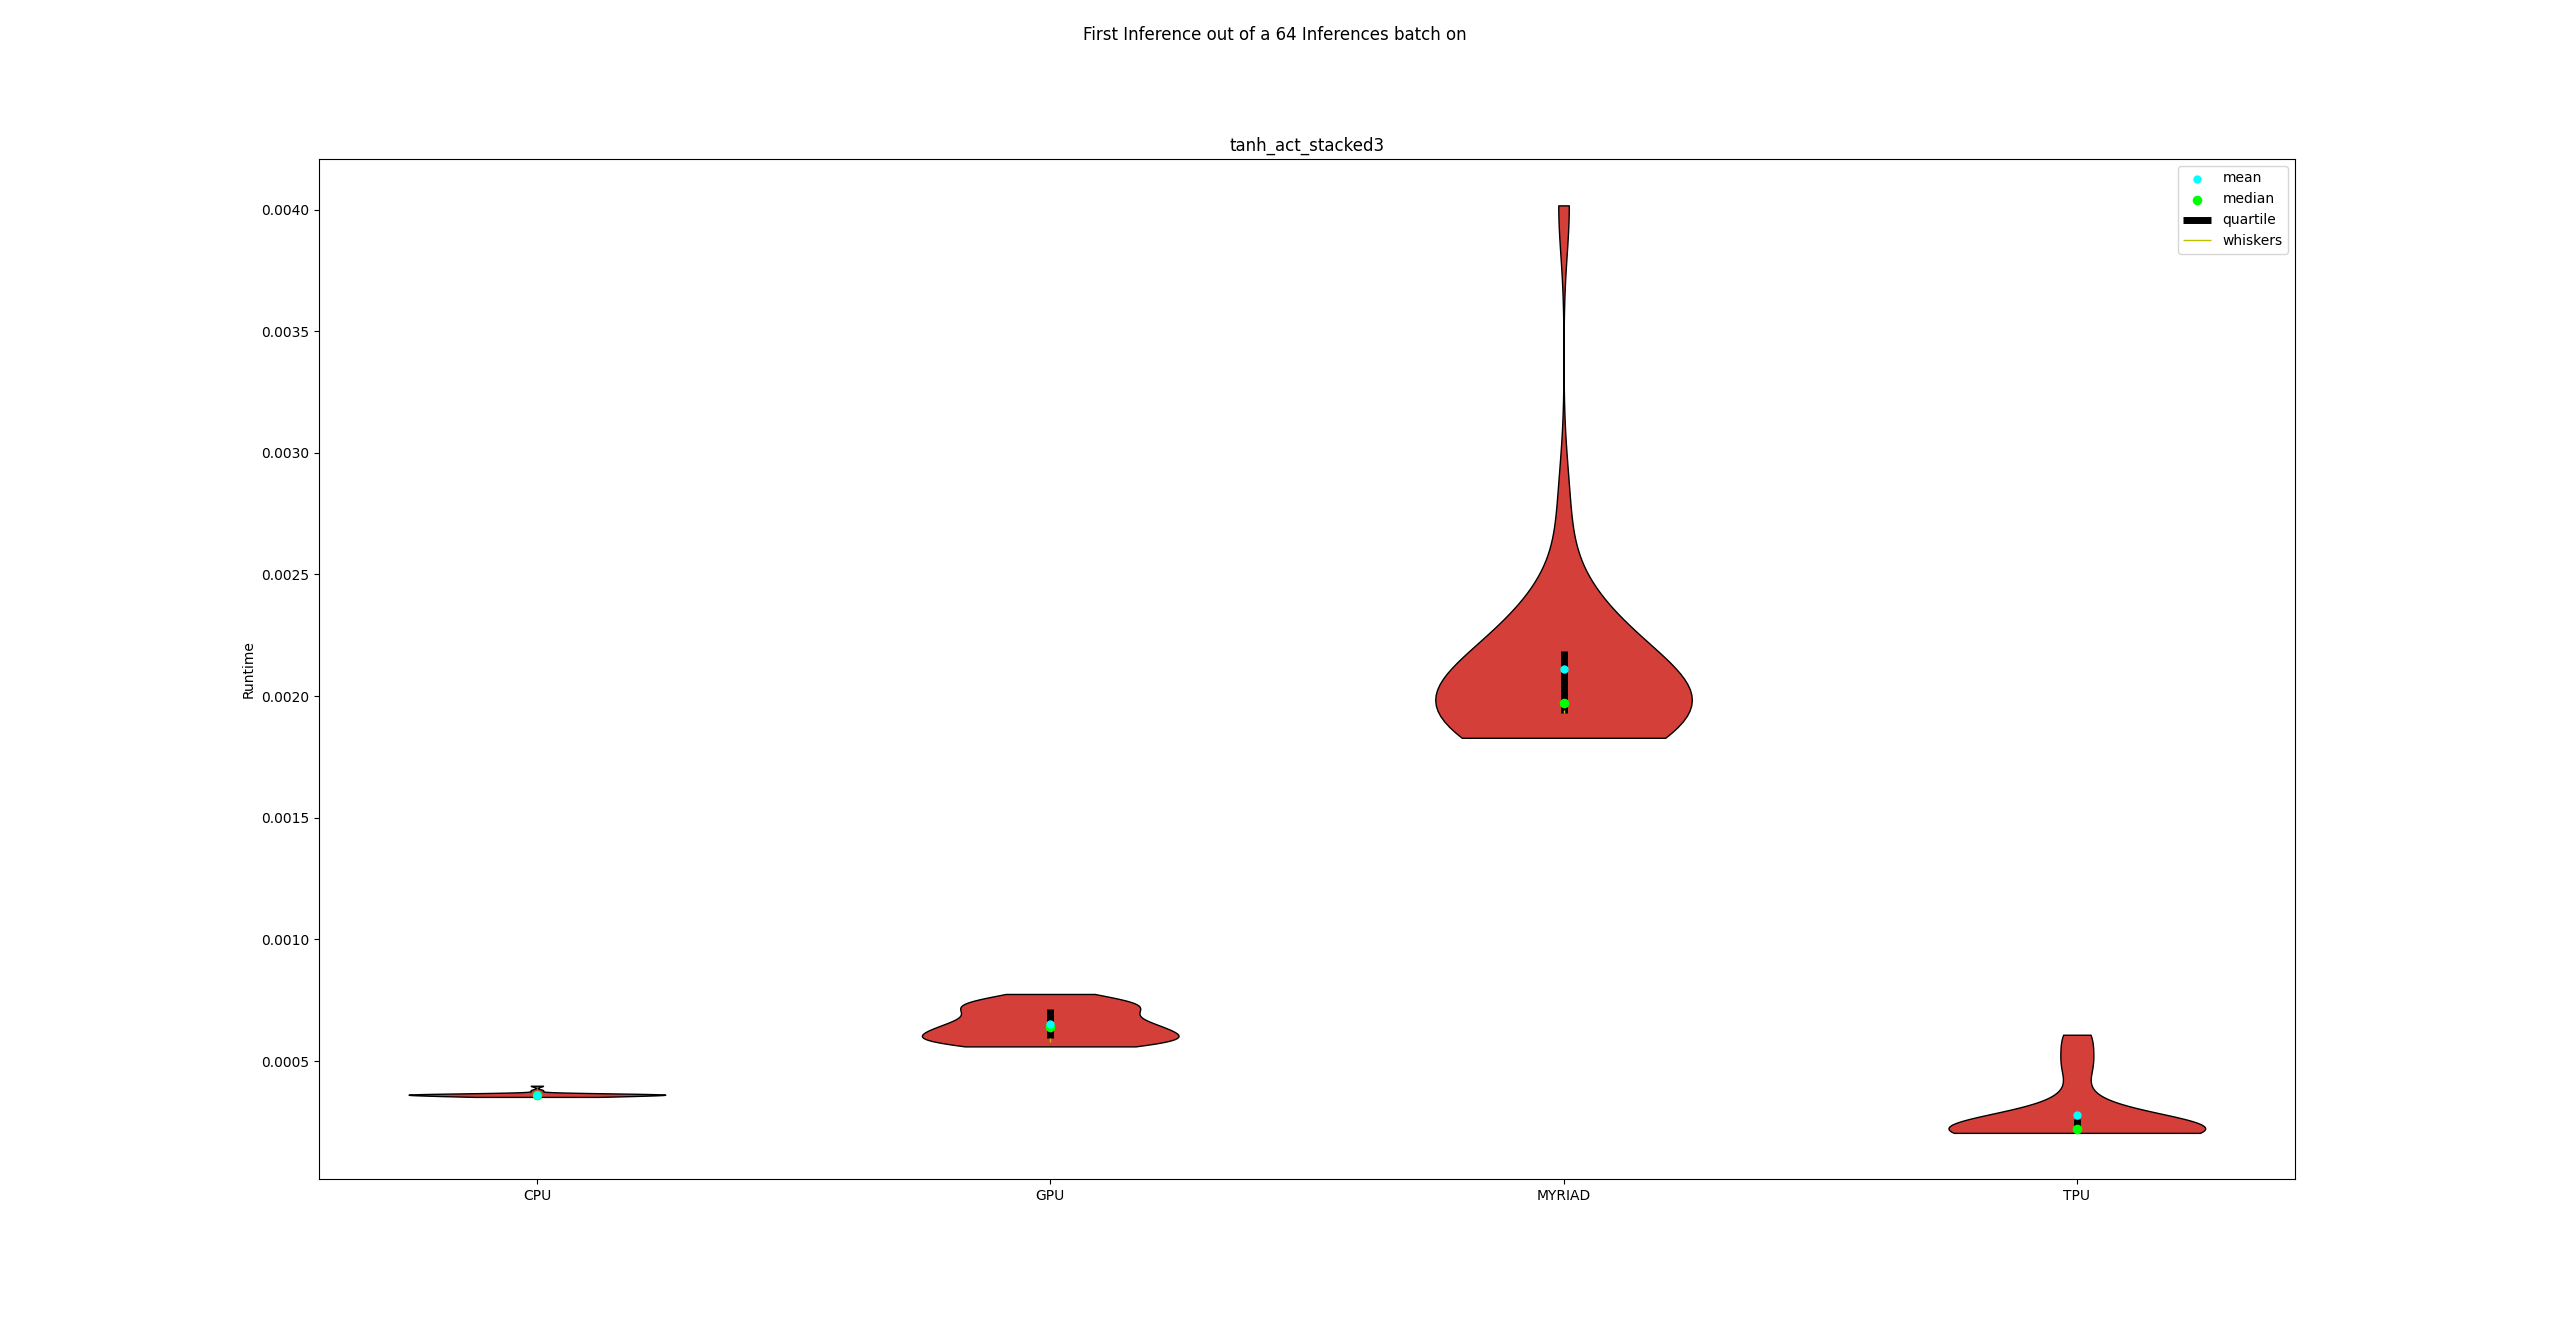 First Inference out of a 64 Inferences batch on
tanh_act_stacked3
mean
median
quartile
whiskers
0.0040
0.0035
0.0030
0.0025
0.0020
0.0015
0.0010
0.0005
Runtime
CPU GPU MYRIAD TPU